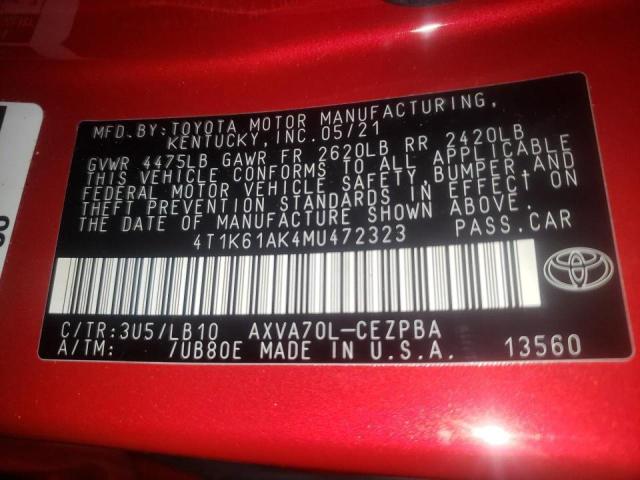 MFD. BY: TOYOTA MOTOR MANUFACTURING,
KENTUCKY, INC. 05/21
GVWR 4475LB GAWR FR 2620LB RR 2420LB
THIS VEHICLE CONFORMS TO ALL APPLICABLE
FEDERAL MOTOR VEHICLE SAFETY, BUMPER, AND
THEFT PREVENTION STANDARDS IN EFFECT ON
THE DATE OF MANUFACTURE SHOWN ABOVE.
4T1K61AK4MU472323 PASS.CAR
C/TR:3U5/LB10 AXVA70L-CEZPBA
A/TM: /UB80E MADE IN U.S.A. 13560